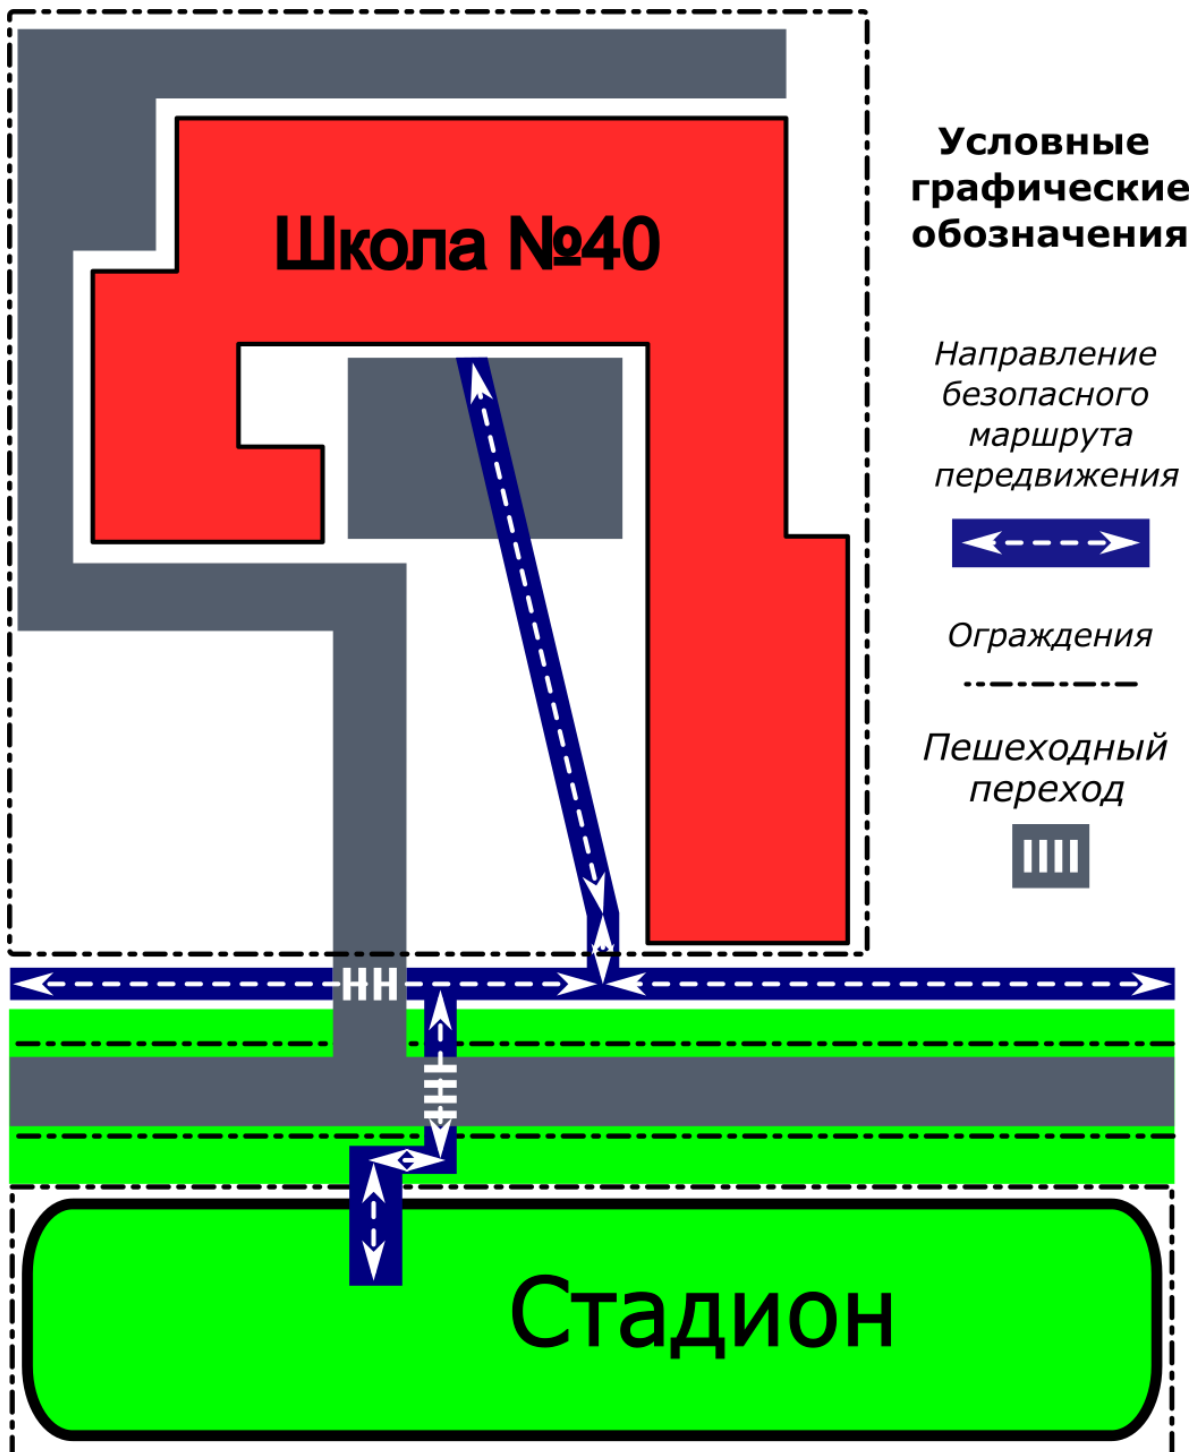 Школа №40
Условные
графические
обозначения
Направление
безопасного
маршрута
передвижения
Ограждения
Пешеходный
переход
Стадион